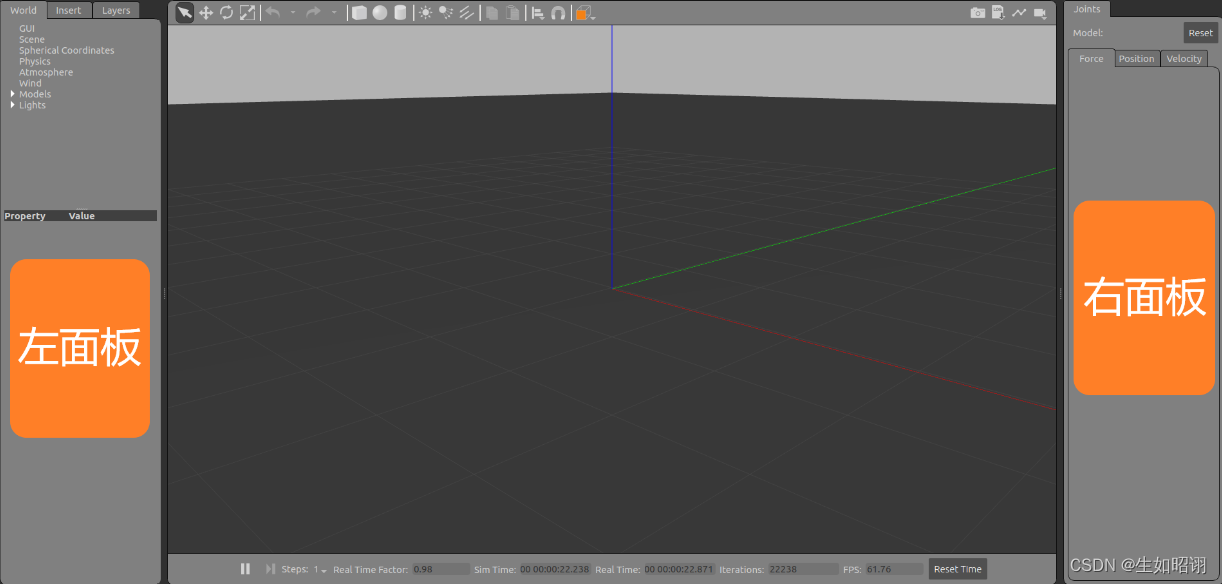 World Insert Layers
GUI
Scene
Spherical Coordinates
Physics
Atmosphere
Wind
Models
Lights
Property Value
左面板
Steps: 1 Real Time Factor: 0.98 Sim Time: 00 00:00:22.238 Real Time: 00 00:00:22.871 Iterations: 22238 FPS: 61.76 Reset Time
Joints
Model: Reset
Force Position Velocity
右面板
CSDN @生如昭诩